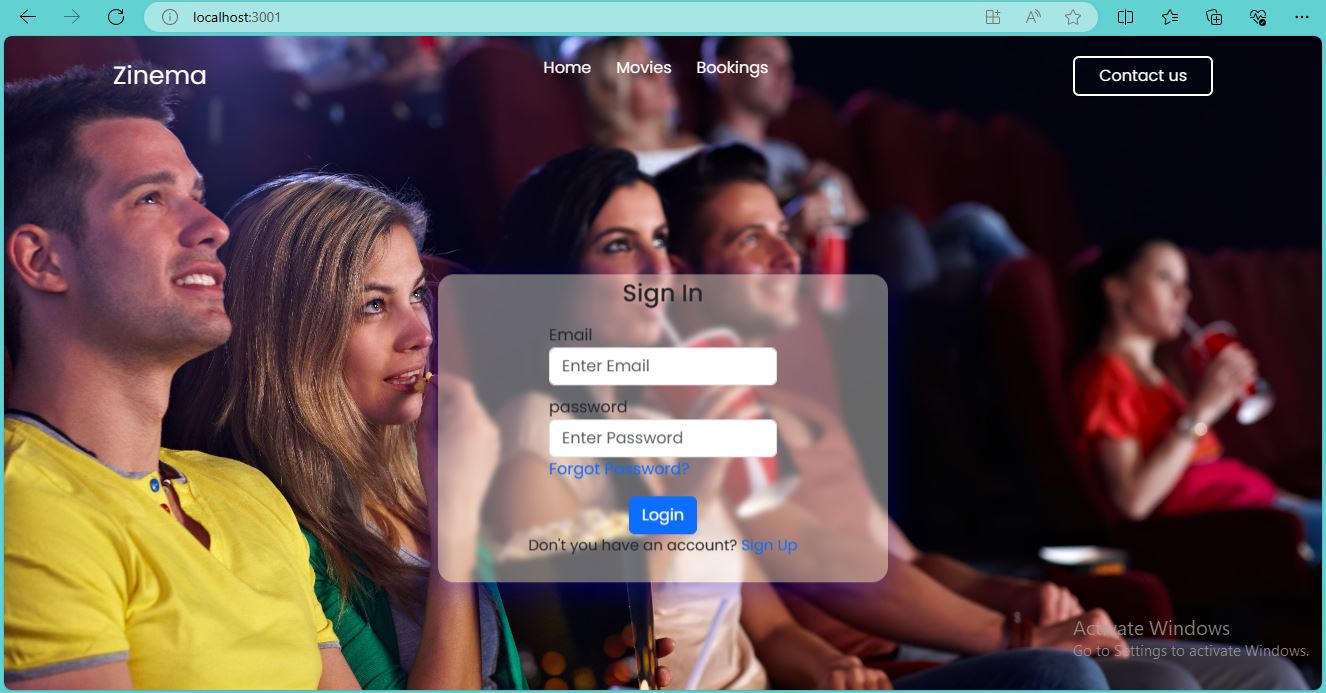 localhost:3001
Zinema
Home Movies Bookings
Contact us
Sign In
Email
Enter Email
password
Enter Password
Forgot Password?
Login
Don't you have an account? Sign Up
Activate Windows
Go to Settings to activate Windows.